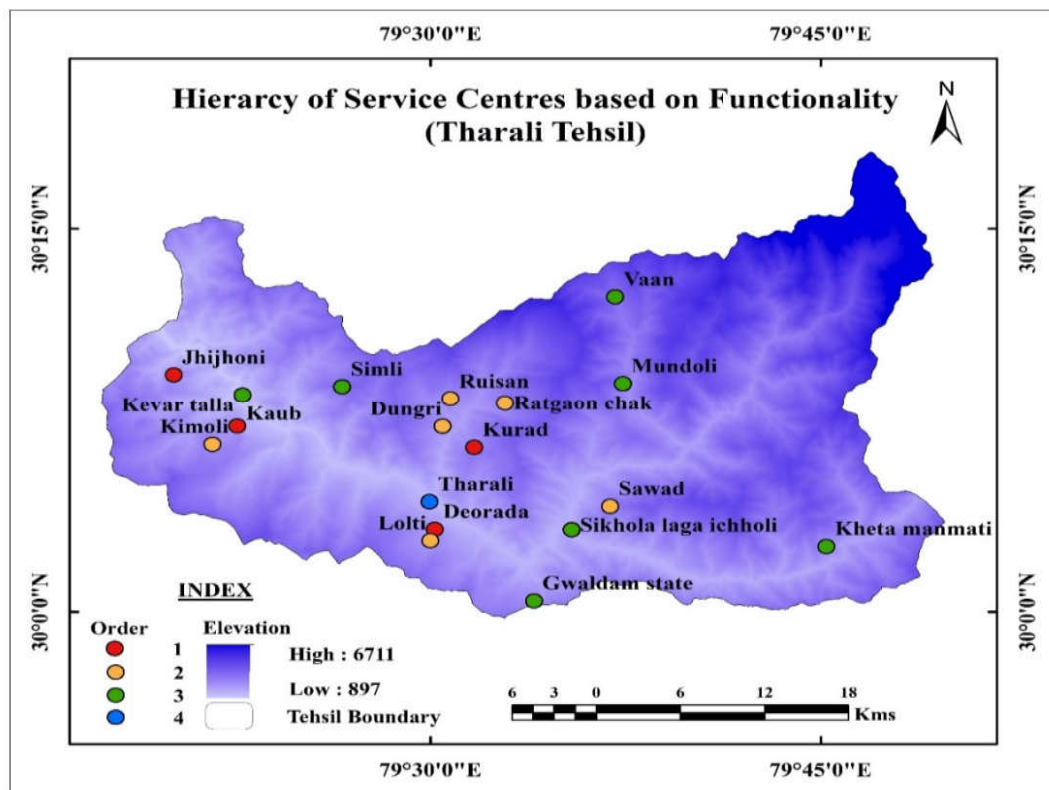 79°30'0"E
79°45'0"E
Hierarcy of Service Centres based on Functionality
(Tharali Tehsil)
N
30°15'0"N
30°15'0"N
Vaan
Jhijhoni
Simli
Mundoli
Ruisan
Kevar talla
Dungri
Ratgaon chak
Kaub
Kimoli
Kurad
Tharali
Sawad
Deorada
Lolti
Sikhola laga ichholi
Kheta manmati
Gwaldam state
30°0'0"N
30°0'0"N
INDEX
Order
Elevation
1
2
3
4
High : 6711
Low : 897
Tehsil Boundary
6 3 0 6 12 18
Kms
79°30'0"E
79°45'0"E